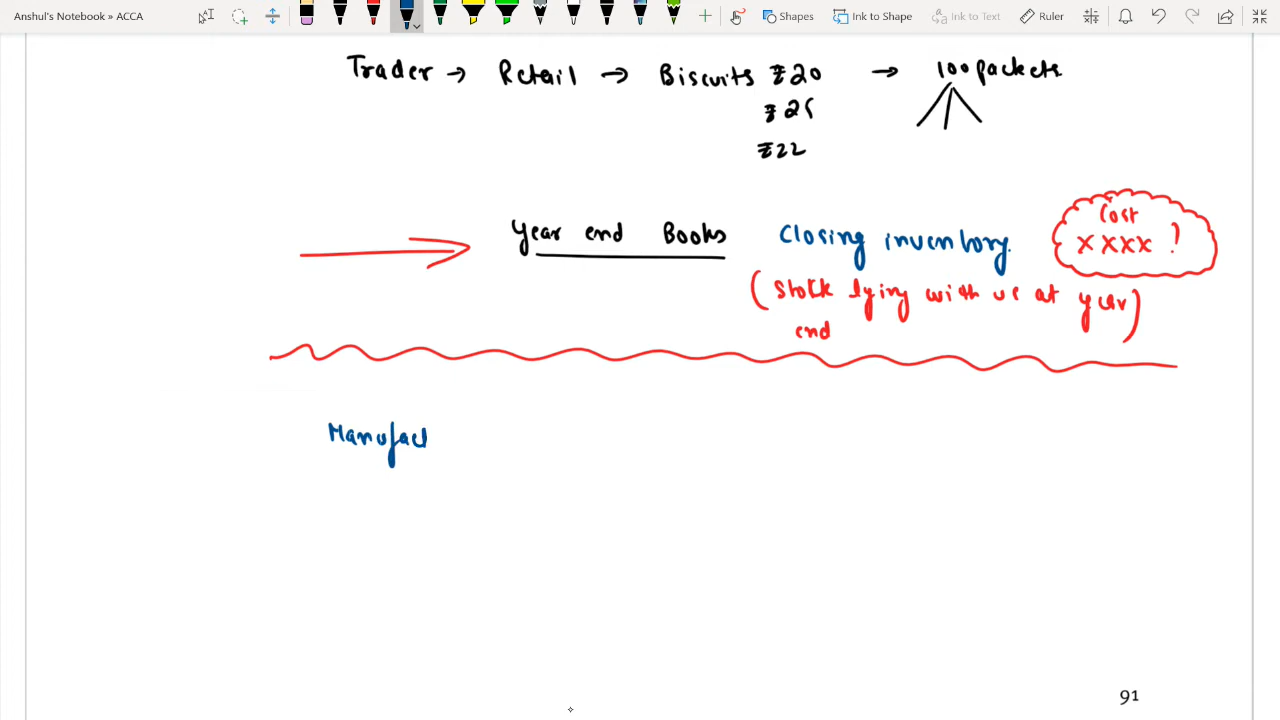 Anshul's Notebook » ACCA Shapes Ink to Shape Ink to Text Ruler
Trader → Retail → Biscuits ₹20 → 100 packets
₹25
₹22
Year end Books Closing inventory.
Cost
XXXX ?
(Stock lying with us at year
end)
Manufact
91